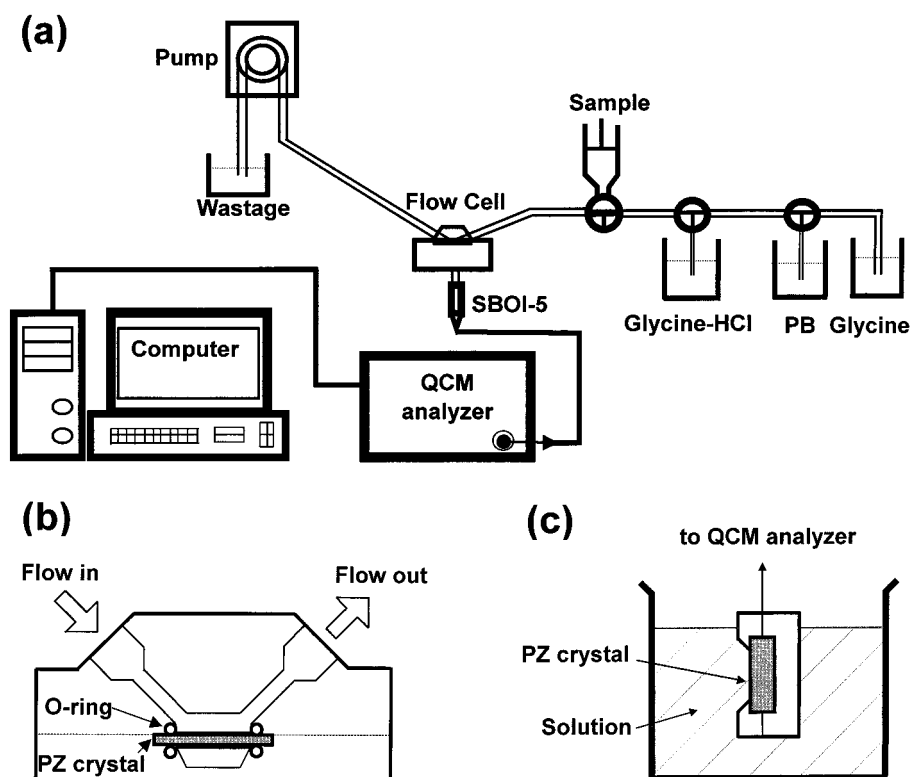 (a)
Pump
Wastage
Sample
Flow Cell
SBOI-5
Glycine-HCl
PB
Glycine
Computer
QCM
analyzer
(b)
Flow in
Flow out
O-ring
PZ crystal
(c)
to QCM analyzer
PZ crystal
Solution